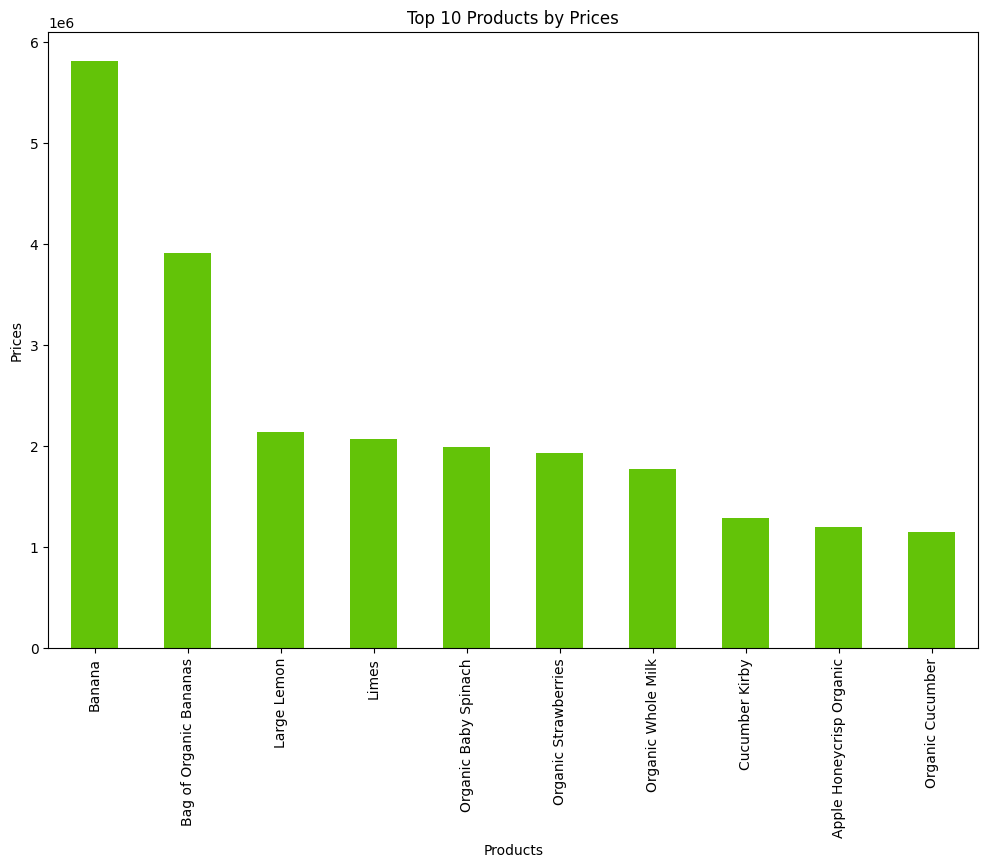 Top 10 Products by Prices
1e6
6
5
4
3
2
1
0
Prices
Banana
Bag of Organic Bananas
Large Lemon
Limes
Organic Baby Spinach
Organic Strawberries
Organic Whole Milk
Cucumber Kirby
Apple Honeycrisp Organic
Organic Cucumber
Products